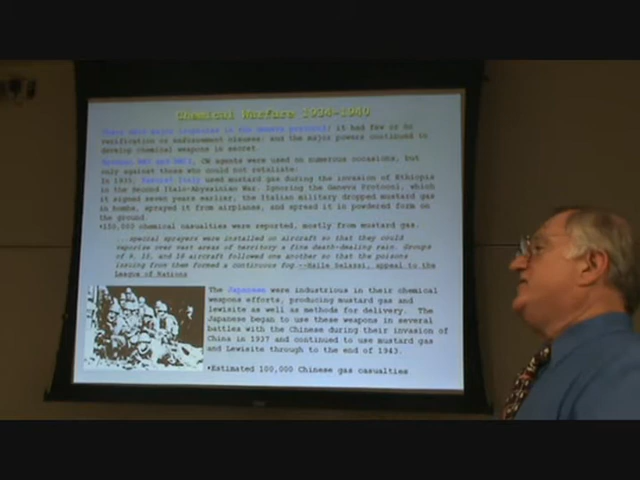 Chemical Warfare 1924-1940
it had few or no
verification or endorsement clauses; and the major powers continued to
develop chemical weapons in secret.
Between WWI and WWII, CW agents were used on numerous occasions, but
only against those who could not retaliate:
In 1935, Fascist Italy used mustard gas during the invasion of Ethiopia
in the Second Italo-Abyssinian War. Ignoring the Geneva Protocol, which
it signed seven years earlier, the Italian military dropped mustard gas
in bombs, sprayed it from airplanes, and spread it in powdered form on
the ground.
•100,000 chemical casualties were reported, mostly from mustard gas.
...special sprayers were installed on aircraft so that they could
vaporize over vast areas of territory a fine death-dealing rain. Groups
of 9, 15, and 18 aircraft followed one another so that the poisons
issuing from them formed a continuous fog.--Haile Selassi, appeal to the
League of Nations
The Japanese were industrious in their chemical
weapons efforts, producing mustard gas and
lewisite as well as methods for delivery. The
Japanese began to use these weapons in several
battles with the Chinese during their invasion of
China in 1937 and continued to use mustard gas
and Lewisite through to the end of 1943.
•Estimated 100,000 Chinese gas casualties